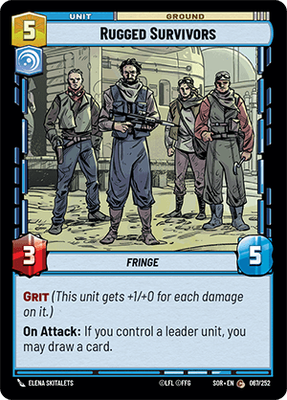 UNIT
GROUND
5
RUGGED SURVIVORS
3
5
FRINGE
GRIT (This unit gets +1/+0 for each damage
on it.)
On Attack: If you control a leader unit, you
may draw a card.
ELENA SKITALETS
©LFL ©FFG
SOR • EN
C
067/252